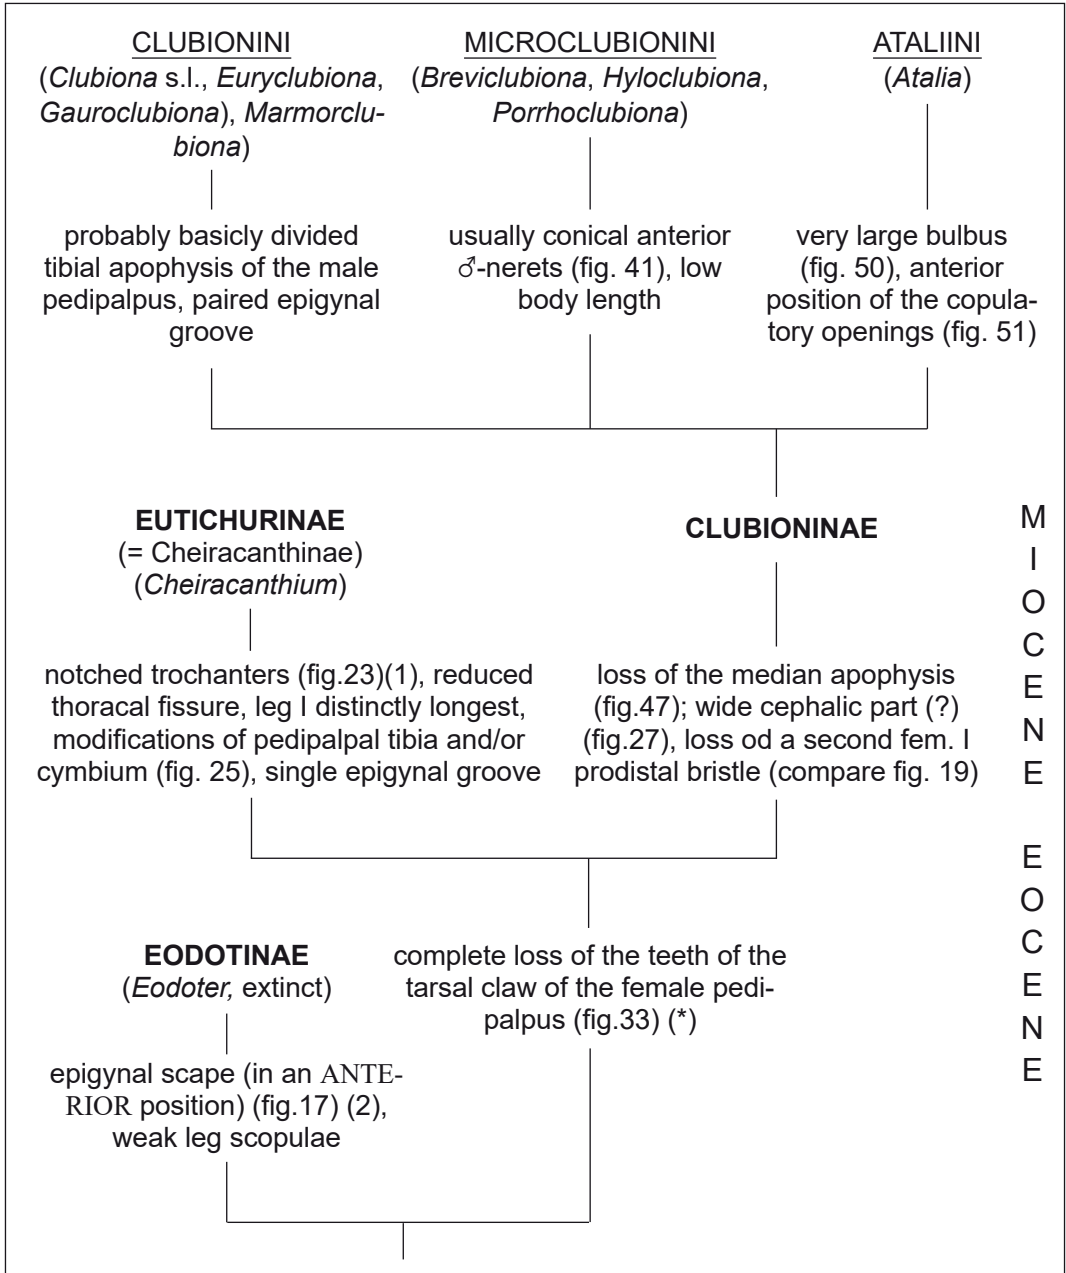 CLUBIONINI
(Clubiona s.l., Euryclubiona,
Gauroclubiona), Marmorclu-
biona)
MICROCLUBIONINI
(Breviclubiona, Hyloclubiona,
Porrhoclubiona)
ATALIINI
(Atalia)
probably basicly divided
tibial apophysis of the male
pedipalpus, paired epigynal
groove
usually conical anterior
♂-nerets (fig. 41), low
body length
very large bulbus
(fig. 50), anterior
position of the copula-
tory openings (fig. 51)
EUTICHURINAE
(= Cheiracanthinae)
(Cheiracanthium)
CLUBIONINAE
notched trochanters (fig.23)(1), reduced
thoracal fissure, leg I distinctly longest,
modifications of pedipalpal tibia and/or
cymbium (fig. 25), single epigynal groove
loss of the median apophysis
(fig.47); wide cephalic part (?)
(fig.27), loss od a second fem. I
prodistal bristle (compare fig. 19)
EODOTINAE
(Eodoter, extinct)
complete loss of the teeth of the
tarsal claw of the female pedi-
palpus (fig.33) (*)
epigynal scape (in an ANTE-
RIOR position) (fig.17) (2),
weak leg scopulae
MIOCENE
EOCENE